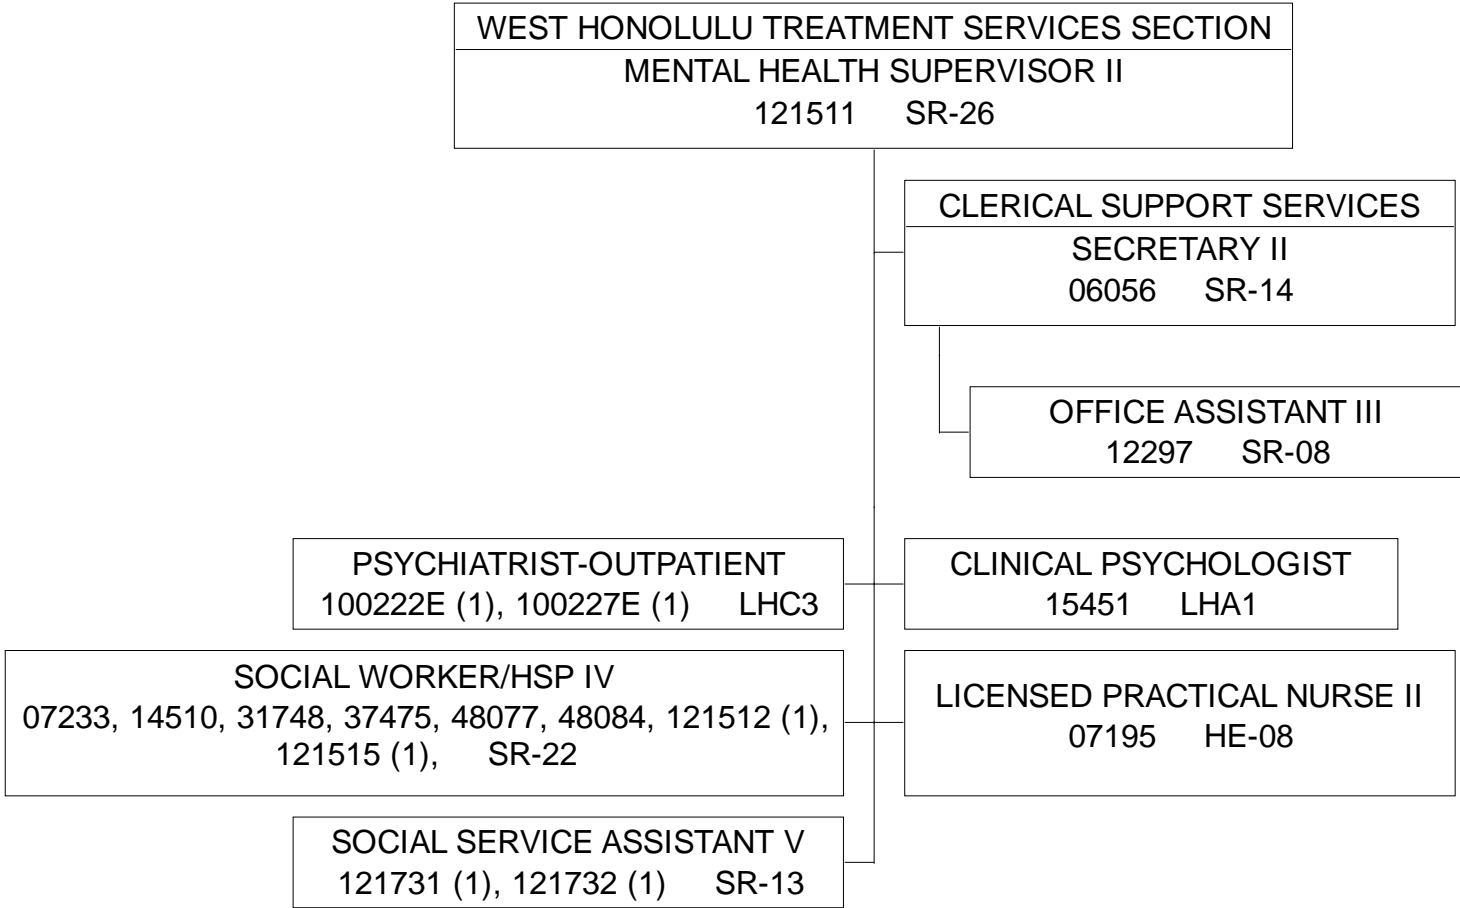 WEST HONOLULU TREATMENT SERVICES SECTION
MENTAL HEALTH SUPERVISOR II
121511 SR-26
CLERICAL SUPPORT SERVICES
SECRETARY II
06056 SR-14
OFFICE ASSISTANT III
12297 SR-08
PSYCHIATRIST-OUTPATIENT
100222E (1), 100227E (1) LHC3
CLINICAL PSYCHOLOGIST
15451 LHA1
SOCIAL WORKER/HSP IV
07233, 14510, 31748, 37475, 48077, 48084, 121512 (1),
121515 (1), SR-22
LICENSED PRACTICAL NURSE II
07195 HE-08
SOCIAL SERVICE ASSISTANT V
121731 (1), 121732 (1) SR-13